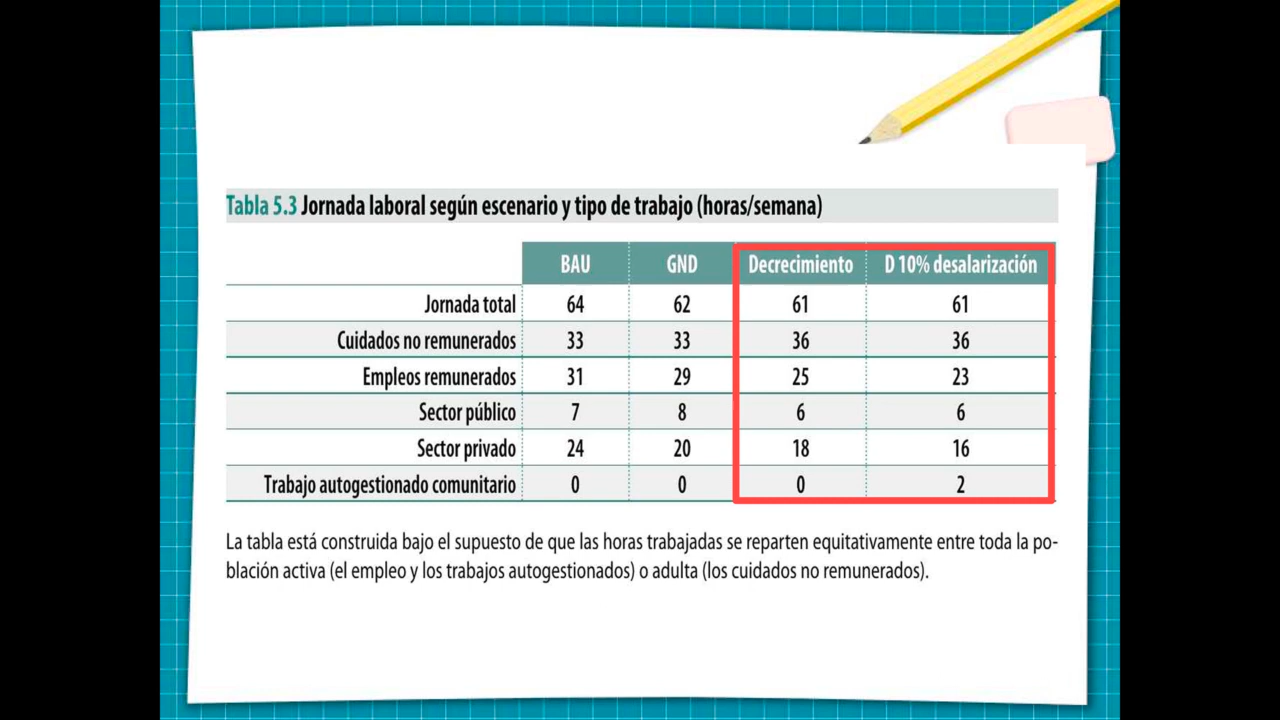 Tabla 5.3 Jornada laboral según escenario y tipo de trabajo (horas/semana)
BAU GND Decrecimiento D 10% desalarización
Jornada total 64 62 61 61
Cuidados no remunerados 33 33 36 36
Empleos remunerados 31 29 25 23
Sector público 7 8 6 6
Sector privado 24 20 18 16
Trabajo autogestionado comunitario 0 0 0 2
La tabla está construida bajo el supuesto de que las horas trabajadas se reparten equitativamente entre toda la po-
blación activa (el empleo y los trabajos autogestionados) o adulta (los cuidados no remunerados).